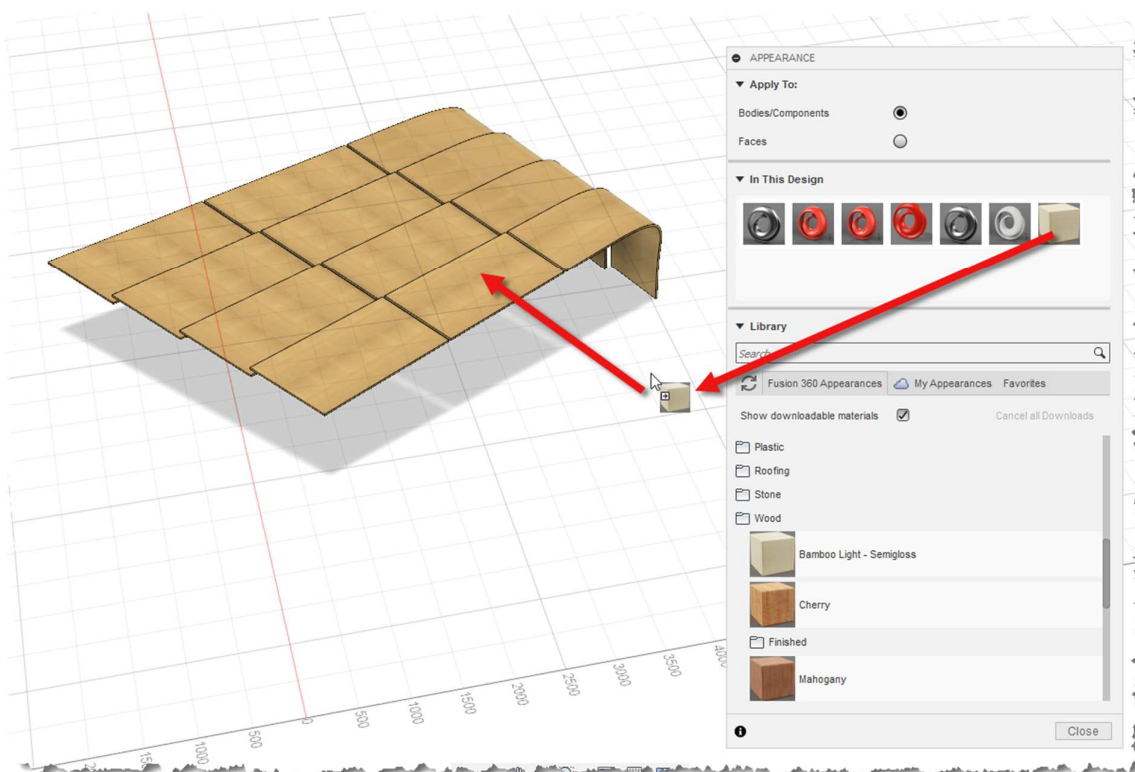 APPEARANCE
Apply To:
Bodies/Components
Faces
In This Design
Library
Search
Fusion 360 Appearances My Appearances Favorites
Show downloadable materials Cancel all Downloads
Plastic
Roofing
Stone
Wood
Bamboo Light - Semigloss
Cherry
Finished
Mahogany
Close
1000 500 0 500 1000 1500 2000 2500 3000 3500 4000